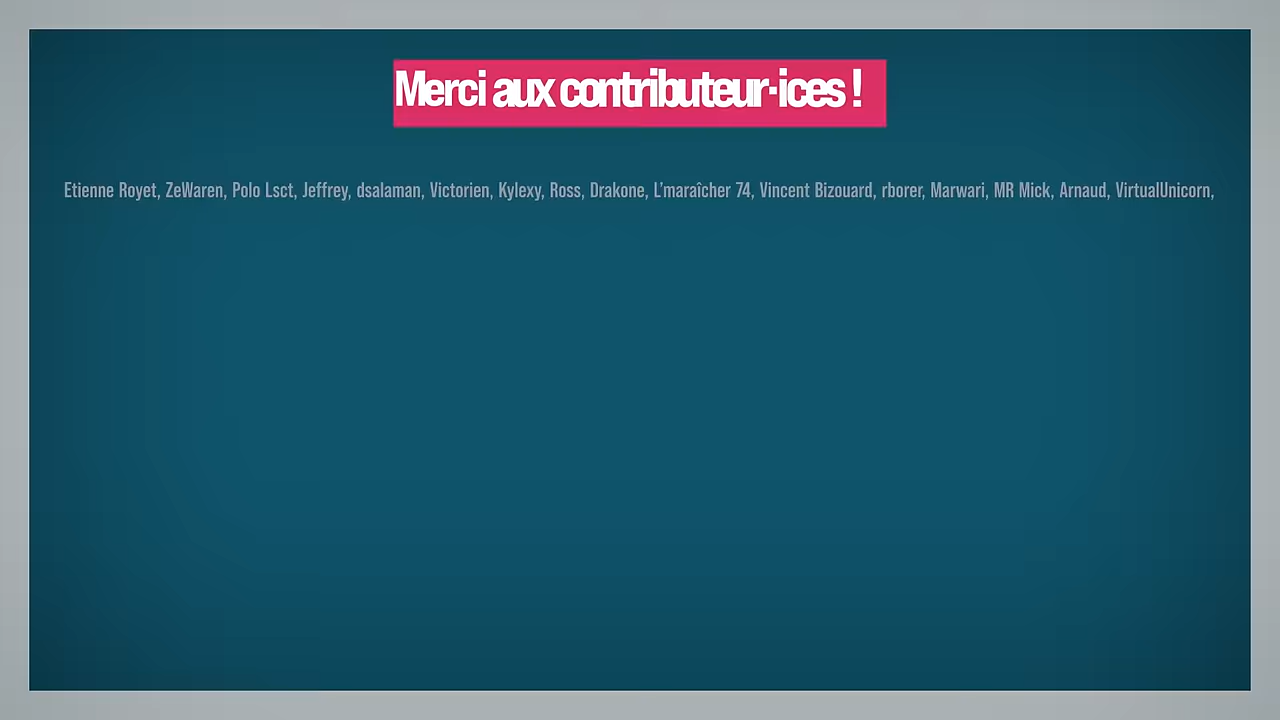 Merci aux contributeur·ices !
Etienne Royet, ZeWaren, Polo Lsct, Jeffrey, dsalaman, Victorien, Kylexy, Ross, Drakone, L'maraîcher 74, Vincent Bizouard, rborer, Marwari, MR Mick, Arnaud, VirtualUnicorn,